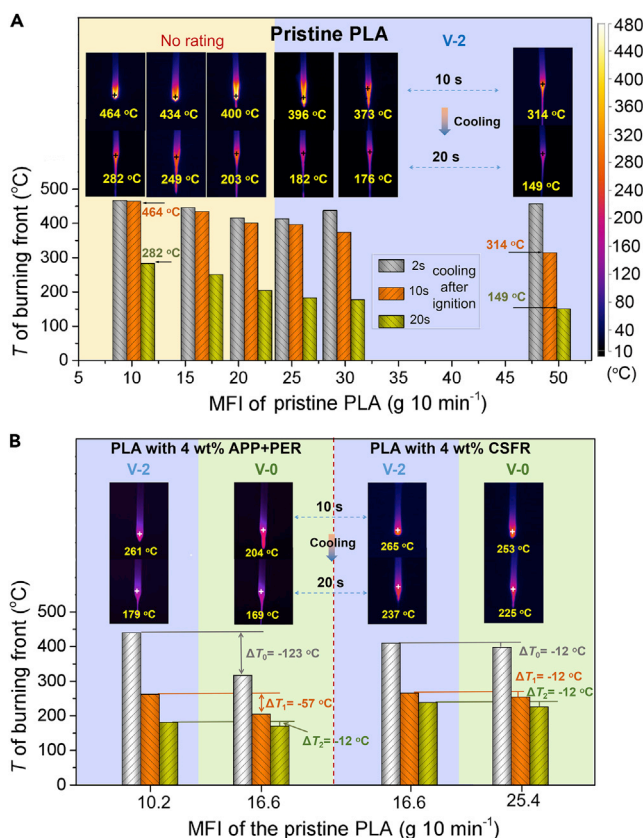 A
Pristine PLA
No rating
V-2
464 °C
434 °C
400 °C
396 °C
373 °C
10 s
314 °C
Cooling
282 °C
249 °C
203 °C
182 °C
176 °C
20 s
149 °C
480
440
400
360
320
280
240
200
160
120
80
40
10
(°C)
T of burning front (°C)
500
400
300
200
100
0
464 °C
282 °C
314 °C
149 °C
2s
10s
20s
cooling
after
ignition
10 15 20 25 30 35 40 45 50
MFI of pristine PLA (g 10 min⁻¹)
B
PLA with 4 wt% APP+PER
PLA with 4 wt% CSFR
V-2
V-0
V-2
V-0
10 s
261 °C
204 °C
265 °C
253 °C
Cooling
20 s
179 °C
169 °C
237 °C
225 °C
T of burning front (°C)
500
400
300
200
100
0
ΔT₀= -123 °C
ΔT₁= -57 °C
ΔT₂= -12 °C
ΔT₀= -12 °C
ΔT₁= -12 °C
ΔT₂= -12 °C
10.2 16.6 16.6 25.4
MFI of the pristine PLA (g 10 min⁻¹)